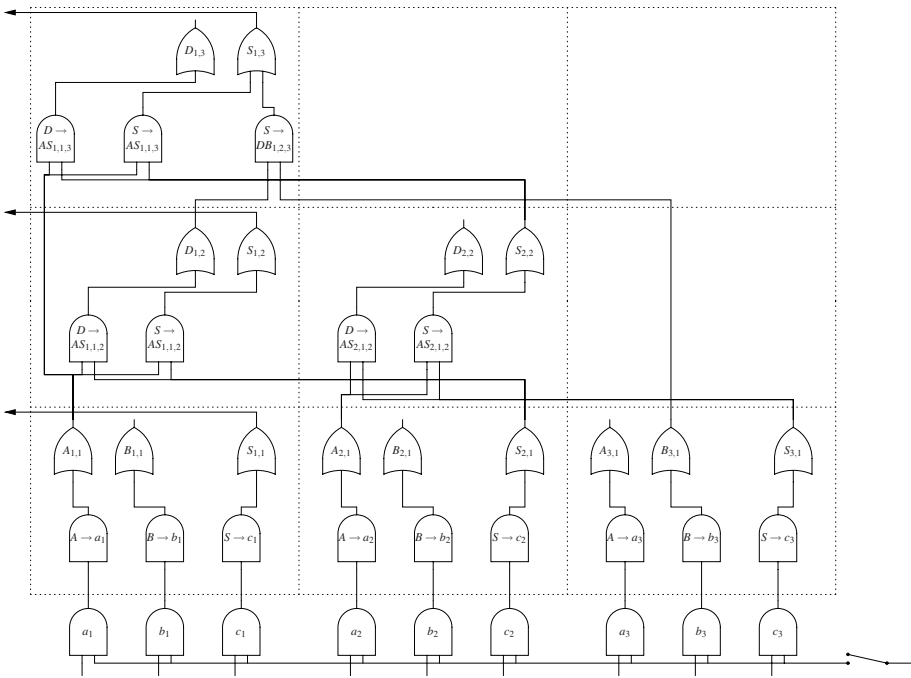 D1,3 S1,3
D → S → S →
AS1,1,3 AS1,1,3 DB1,2,3
D1,2 S1,2 D2,2 S2,2
D → S → D → S →
AS1,1,2 AS1,1,2 AS2,1,2 AS2,1,2
A1,1 B1,1 S1,1 A2,1 B2,1 S2,1 A3,1 B3,1 S3,1
A → a1 B → b1 S → c1 A → a2 B → b2 S → c2 A → a3 B → b3 S → c3
a1 b1 c1 a2 b2 c2 a3 b3 c3